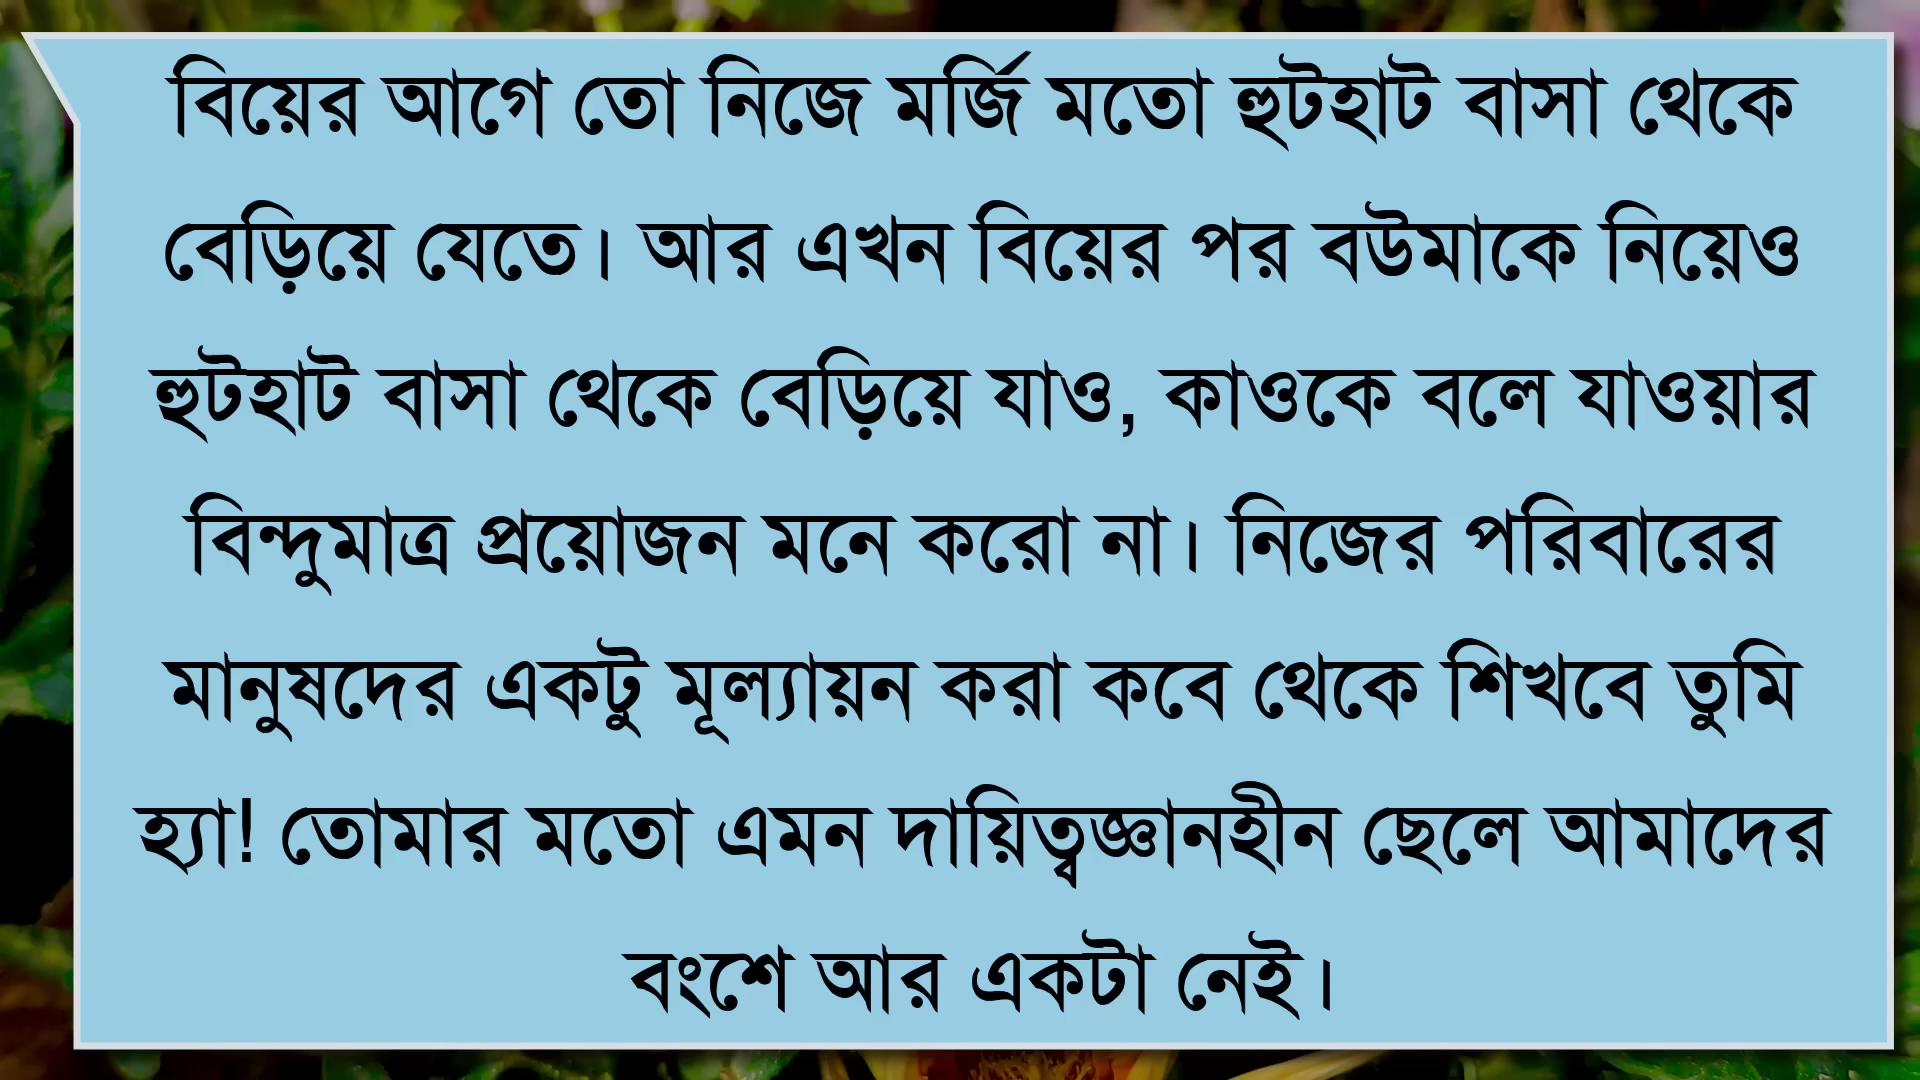 বিয়ের আগে তো নিজে মর্জি মতো হুটহাট বাসা থেকে
বেড়িয়ে যেতে। আর এখন বিয়ের পর বউমাকে নিয়েও
হুটহাট বাসা থেকে বেড়িয়ে যাও, কাওকে বলে যাওয়ার
বিন্দুমাত্র প্রয়োজন মনে করো না। নিজের পরিবারের
মানুষদের একটু মূল্যায়ন করা কবে থেকে শিখবে তুমি
হ্যা! তোমার মতো এমন দায়িত্বজ্ঞানহীন ছেলে আমাদের
বংশে আর একটা নেই।